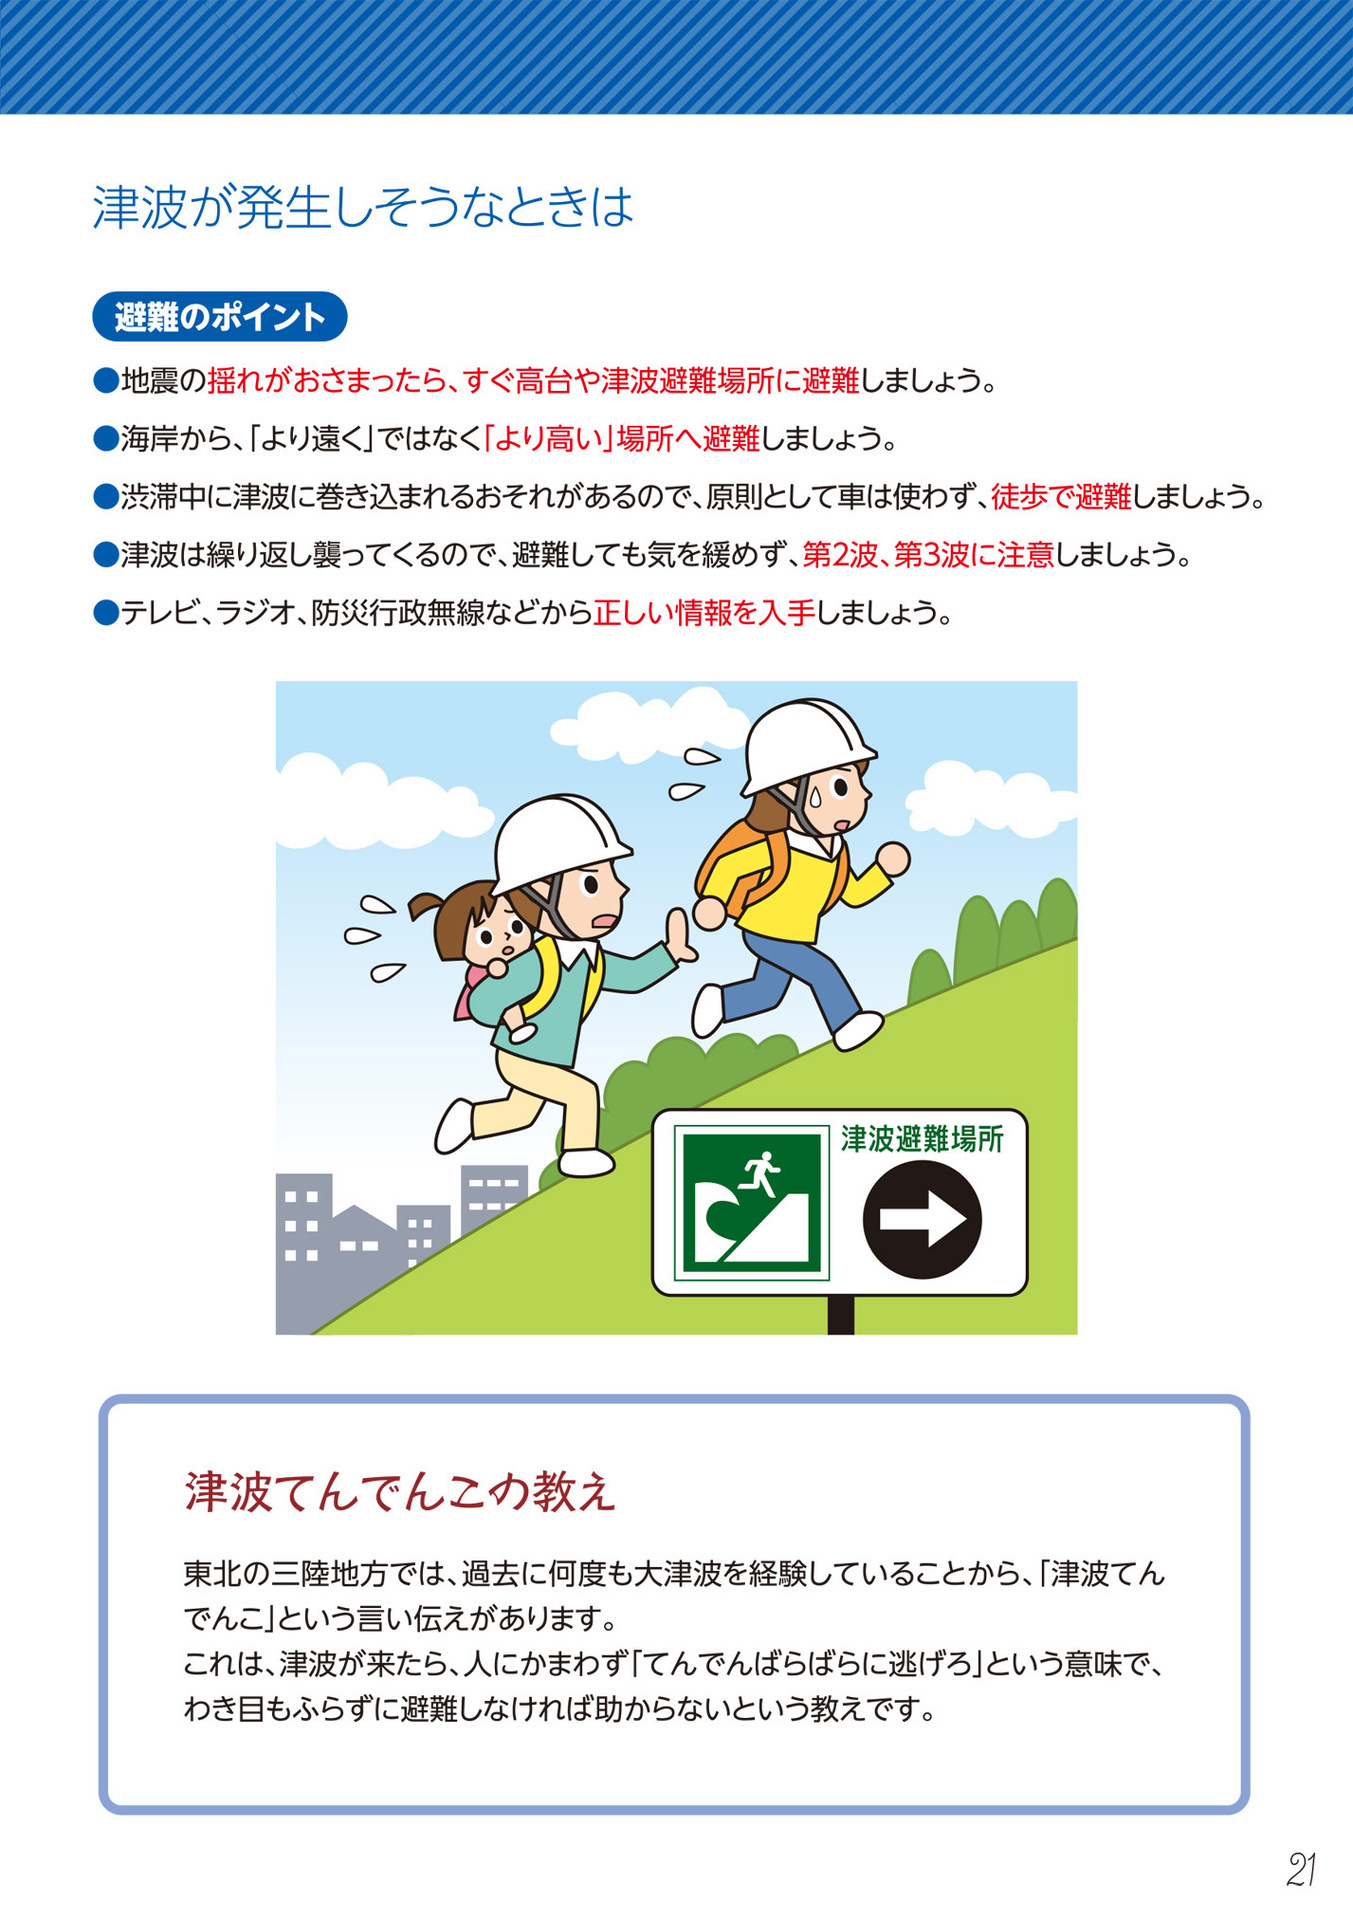 津波が発生しそうなときは
避難のポイント
●地震の揺れがおさまったら、すぐ高台や津波避難場所に避難しましょう。
●海岸から、「より遠く」ではなく「より高い」場所へ避難しましょう。
●渋滞中に津波に巻き込まれるおそれがあるので、原則として車は使わず、徒歩で避難しましょう。
●津波は繰り返し襲ってくるので、避難しても気を緩めず、第2波、第3波に注意しましょう。
●テレビ、ラジオ、防災行政無線などから正しい情報を入手しましょう。
津波避難場所
津波てんでんこの教え
東北の三陸地方では、過去に何度も大津波を経験していることから、「津波てん
でんこ」という言い伝えがあります。
これは、津波が来たら、人にかまわず「てんでんばらばらに逃げろ」という意味で、
わき目もふらずに避難しなければ助からないという教えです。
21